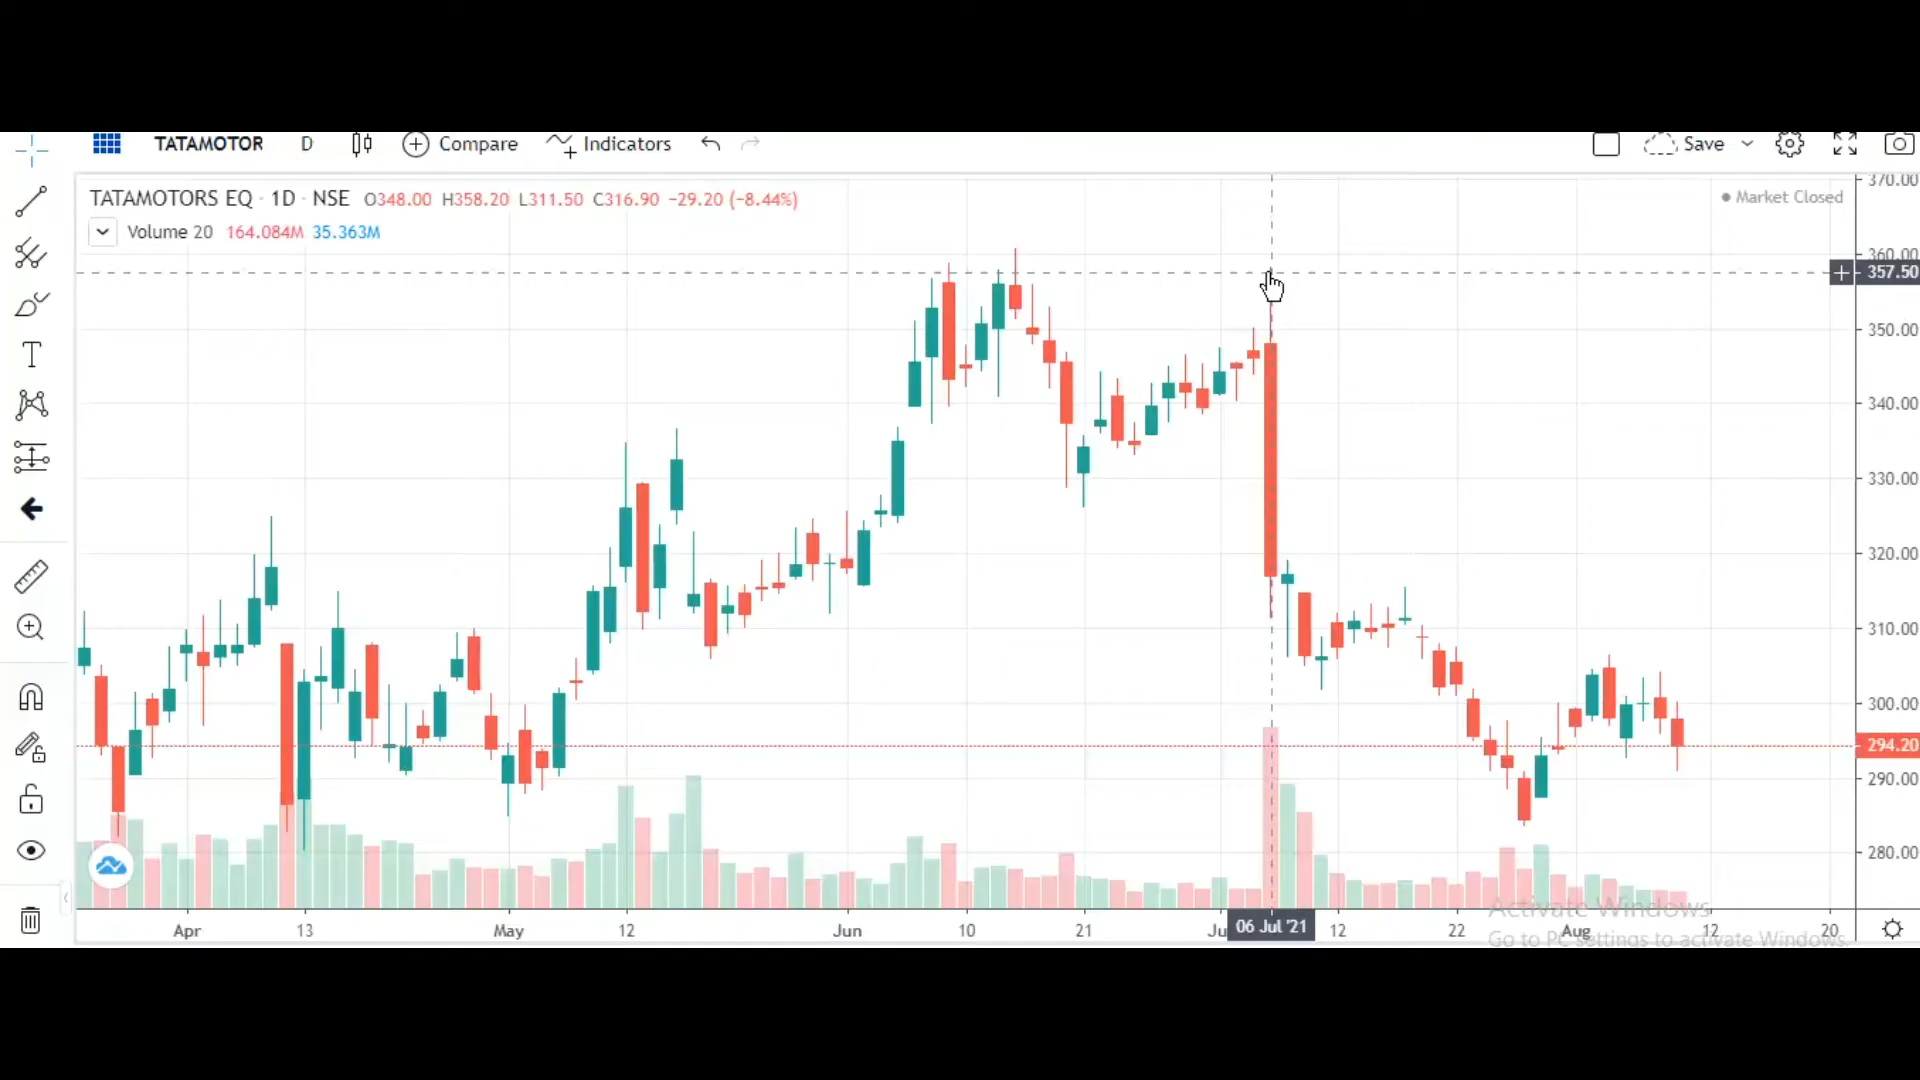 TATAMOTOR D Compare Indicators Save
TATAMOTORS EQ · 1D · NSE O348.00 H358.20 L311.50 C316.90 −29.20 (−8.44%)
Market Closed
Volume 20 164.084M 35.363M
370.00
360.00
357.50
350.00
340.00
330.00
320.00
310.00
300.00
294.20
290.00
280.00
Apr 13 May 12 Jun 10 21 Ju 06 Jul '21 12 22 Aug 12 20
Activate Windows
Go to PC settings to activate Windows.